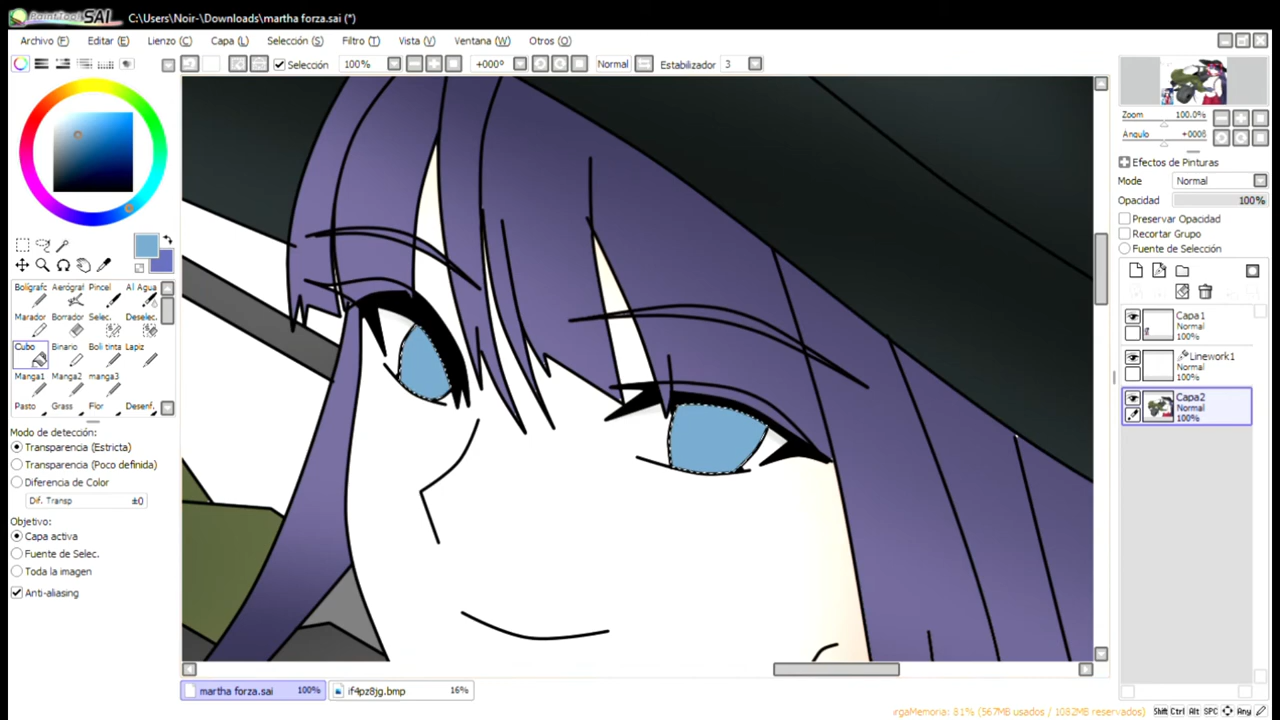 PaintTool SAI C:\Users\Noir-\Downloads\martha forza.sai (*)
Archivo (F) Editar (E) Lienzo (C) Capa (L) Selección (S) Filtro (T) Vista (V) Ventana (W) Otros (O)
Selección 100% +000º Normal Estabilizador 3
Zoom 100.0%
Angulo +000º
Efectos de Pinturas
Mode Normal
Opacidad 100%
Preservar Opacidad
Recortar Grupo
Fuente de Selección
Capa1
Normal
100%
Linework1
Normal
100%
Capa2
Normal
100%
Bolígrafo Aerógraf Pincel Al Agua
Marador Borrador Selec. Deselec.
Cubo Binario Boli tinta Lapiz
Manga1 Manga2 manga3
Pasto Grass Flor Desenf.
Modo de detección:
Transparencia (Estricta)
Transparencia (Poco definida)
Diferencia de Color
Dif. Transp ±0
Objetivo:
Capa activa
Fuente de Selec.
Toda la imagen
Anti-aliasing
martha forza.sai 100% if4pz8jg.bmp 16%
rgaMemoria: 81% (567MB usados / 1082MB reservados) Shift Ctrl Alt SPC Any